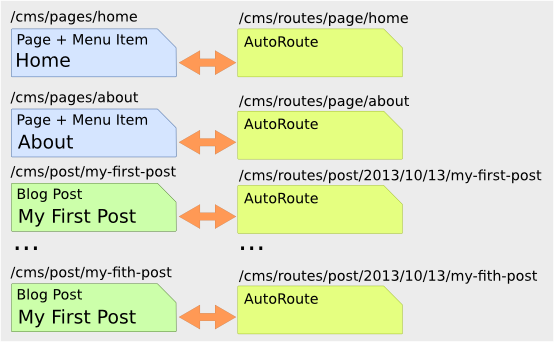 /cms/pages/home
/cms/routes/page/home
Page + Menu Item
AutoRoute
Home
/cms/pages/about
/cms/routes/page/about
Page + Menu Item
AutoRoute
About
/cms/post/my-first-post
/cms/routes/post/2013/10/13/my-first-post
Blog Post
AutoRoute
My First Post
...
...
/cms/post/my-fith-post
/cms/routes/post/2013/10/13/my-fith-post
Blog Post
AutoRoute
My First Post